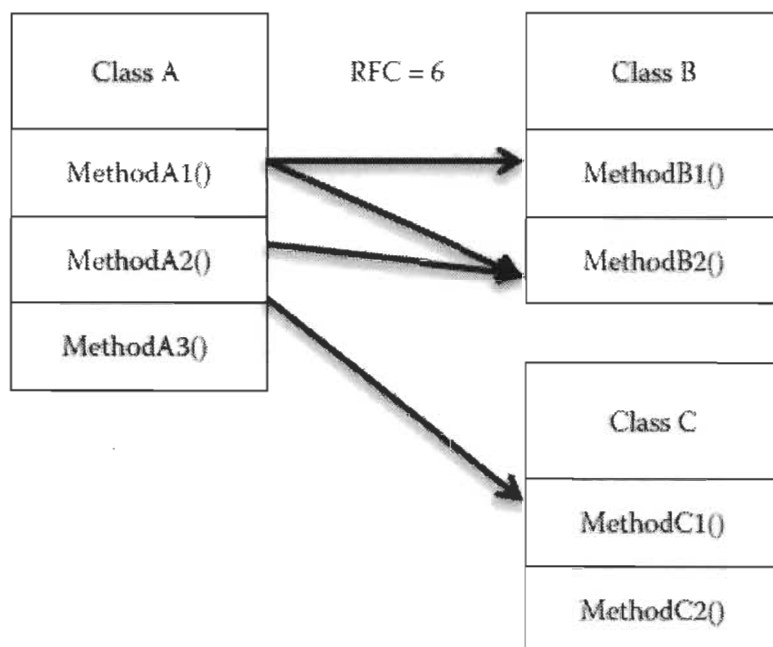 Class A
RFC = 6
Class B
MethodA1()
MethodB1()
MethodA2()
MethodB2()
MethodA3()
Class C
MethodC1()
MethodC2()